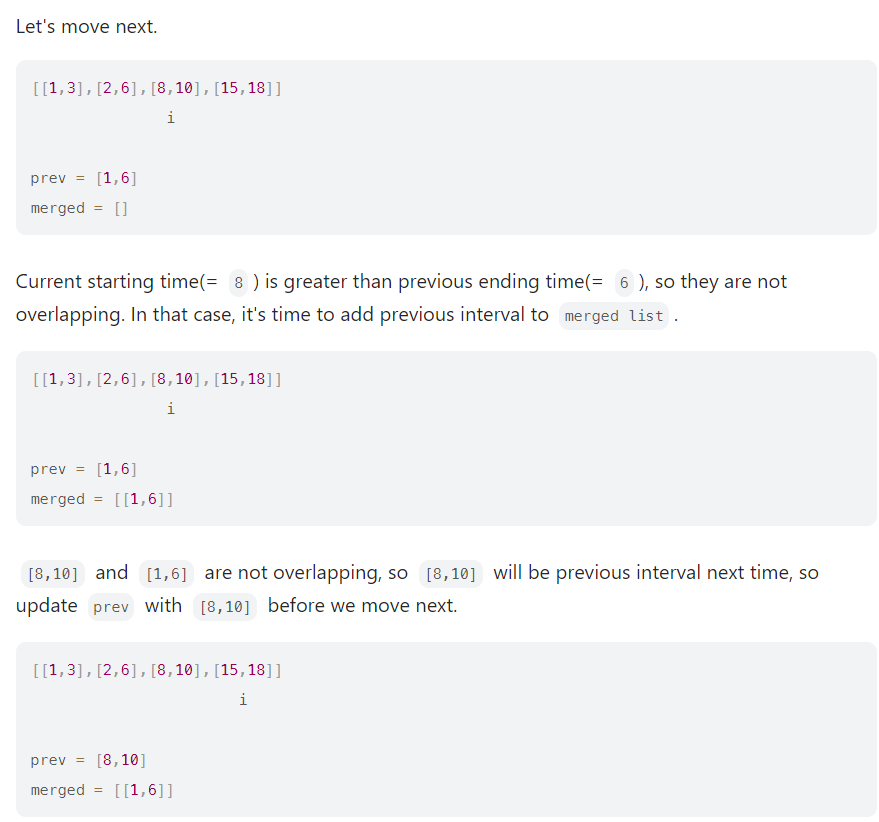 Let's move next.
[[1,3],[2,6],[8,10],[15,18]]
i
prev = [1,6]
merged = []
Current starting time(= 8 ) is greater than previous ending time(= 6 ), so they are not
overlapping. In that case, it's time to add previous interval to merged list .
[[1,3],[2,6],[8,10],[15,18]]
i
prev = [1,6]
merged = [[1,6]]
[8,10] and [1,6] are not overlapping, so [8,10] will be previous interval next time, so
update prev with [8,10] before we move next.
[[1,3],[2,6],[8,10],[15,18]]
i
prev = [8,10]
merged = [[1,6]]